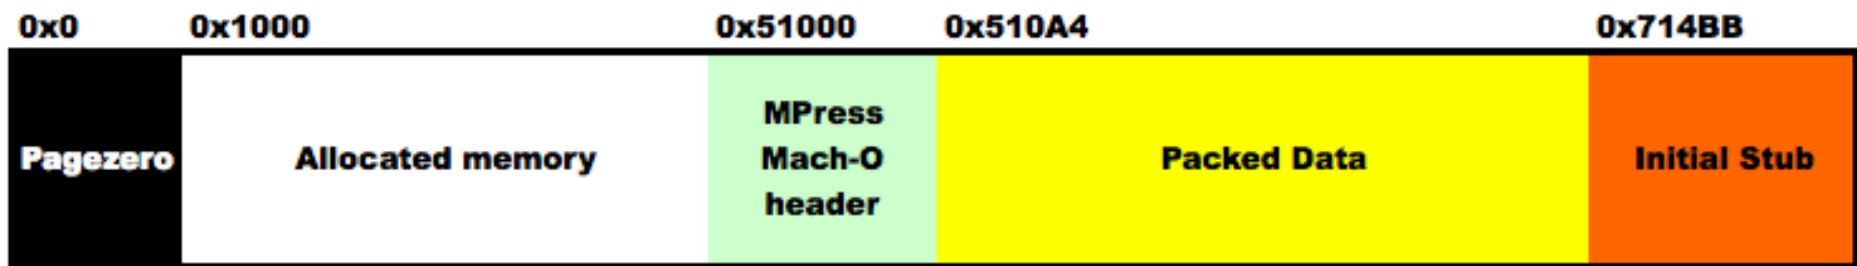 0x0 0x1000 0x51000 0x510A4 0x714BB
MPress
Pagezero Allocated memory Mach-O Packed Data Initial Stub
header